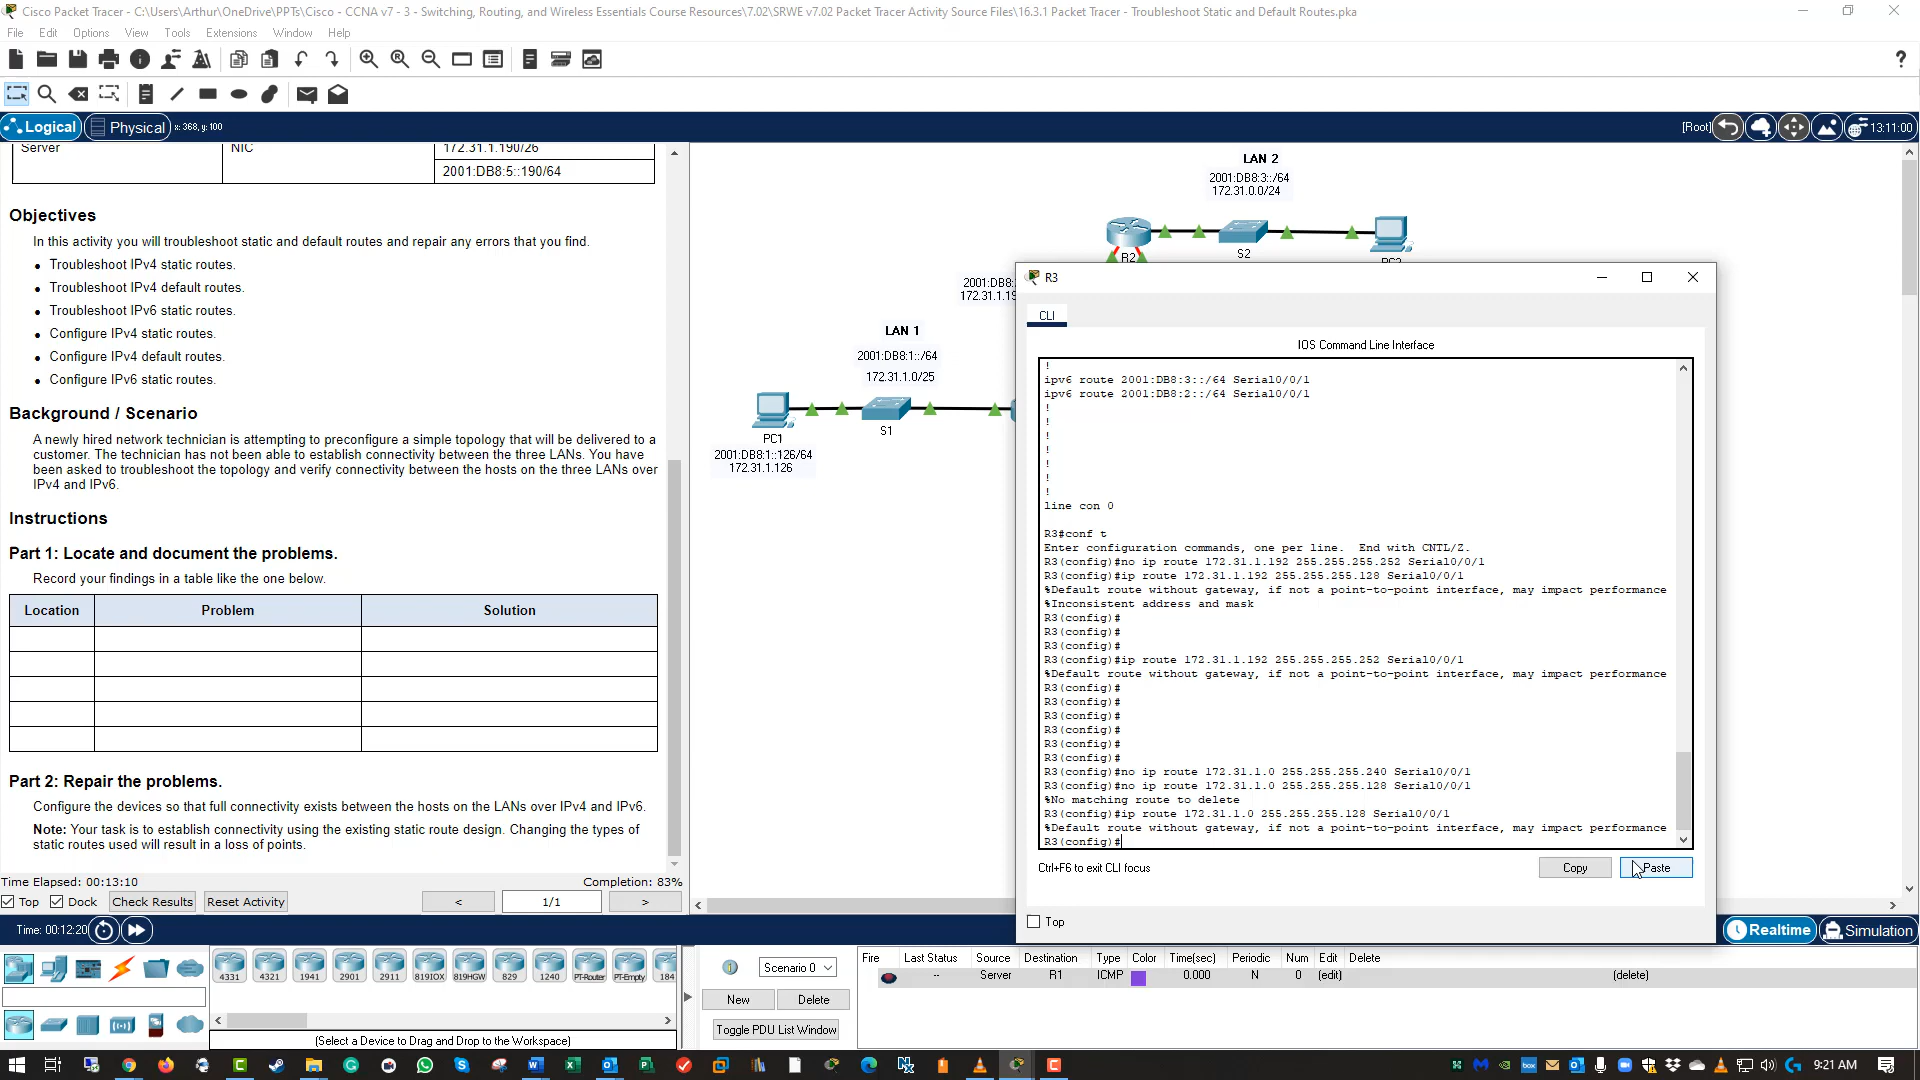 Cisco Packet Tracer - C:\Users\Arthur\OneDrive\PPTs\Cisco - CCNA v7 - 3 - Switching, Routing, and Wireless Essentials Course Resources\7.02\SRWE v7.02 Packet Tracer Activity Source Files\16.3.1 Packet Tracer - Troubleshoot Static and Default Routes.pka
File Edit Options View Tools Extensions Window Help
Logical Physical x: 368, y: 100 [Root] 13:11:00
Server NIC 172.31.1.190/26
2001:DB8:5::190/64
Objectives
In this activity you will troubleshoot static and default routes and repair any errors that you find.
Troubleshoot IPv4 static routes.
Troubleshoot IPv4 default routes.
Troubleshoot IPv6 static routes.
Configure IPv4 static routes.
Configure IPv4 default routes.
Configure IPv6 static routes.
Background / Scenario
A newly hired network technician is attempting to preconfigure a simple topology that will be delivered to a
customer. The technician has not been able to establish connectivity between the three LANs. You have
been asked to troubleshoot the topology and verify connectivity between the hosts on the three LANs over
IPv4 and IPv6.
Instructions
Part 1: Locate and document the problems.
Record your findings in a table like the one below.
Location Problem Solution
Part 2: Repair the problems.
Configure the devices so that full connectivity exists between the hosts on the LANs over IPv4 and IPv6.
Note: Your task is to establish connectivity using the existing static route design. Changing the types of
static routes used will result in a loss of points.
Time Elapsed: 00:13:10 Completion: 83%
Top Dock Check Results Reset Activity < 1/1 >
LAN 2
2001:DB8:3::/64
172.31.0.0/24
R2 S2
2001:DB8:
172.31.1.19
LAN 1
2001:DB8:1::/64
172.31.1.0/25
S1
PC1
2001:DB8:1::126/64
172.31.1.126
R3
CLI
IOS Command Line Interface
!
ipv6 route 2001:DB8:3::/64 Serial0/0/1
ipv6 route 2001:DB8:2::/64 Serial0/0/1
!
!
!
!
!
!
!
line con 0
R3#conf t
Enter configuration commands, one per line. End with CNTL/Z.
R3(config)#no ip route 172.31.1.192 255.255.255.252 Serial0/0/1
R3(config)#ip route 172.31.1.192 255.255.255.128 Serial0/0/1
%Default route without gateway, if not a point-to-point interface, may impact performance
%Inconsistent address and mask
R3(config)#
R3(config)#
R3(config)#
R3(config)#ip route 172.31.1.192 255.255.255.252 Serial0/0/1
%Default route without gateway, if not a point-to-point interface, may impact performance
R3(config)#
R3(config)#
R3(config)#
R3(config)#
R3(config)#
R3(config)#
R3(config)#no ip route 172.31.1.0 255.255.255.240 Serial0/0/1
R3(config)#no ip route 172.31.1.0 255.255.255.128 Serial0/0/1
%No matching route to delete
R3(config)#ip route 172.31.1.0 255.255.255.128 Serial0/0/1
%Default route without gateway, if not a point-to-point interface, may impact performance
R3(config)#
Ctrl+F6 to exit CLI focus Copy Paste
Top
Time: 00:12:20 Realtime Simulation
4331 4321 1941 2901 2911 819IOX 819HGW 829 1240 PT-Router PT-Empty 184
(Select a Device to Drag and Drop to the Workspace)
Scenario 0
New Delete
Toggle PDU List Window
Fire Last Status Source Destination Type Color Time(sec) Periodic Num Edit Delete
-- Server R1 ICMP 0.000 N 0 (edit) (delete)
9:21 AM